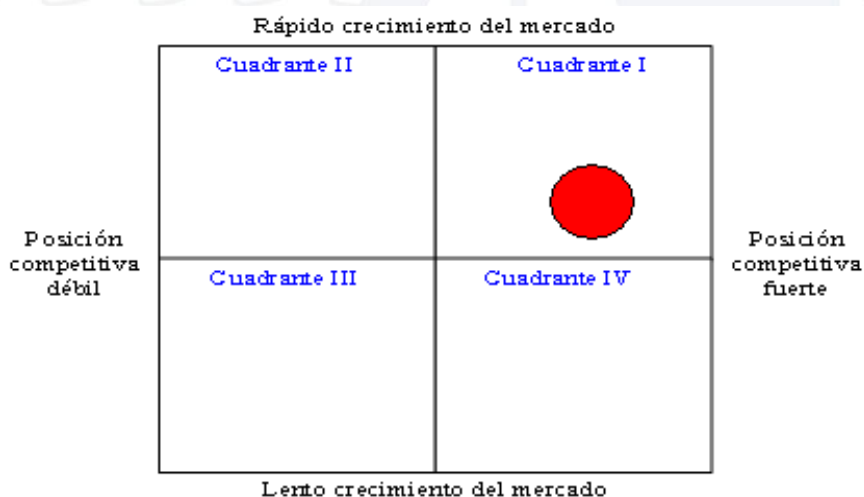 Rápido crecimiento del mercado
Cuadrante II
Cuadrante I
Posición
competitiva
débil
Posición
competitiva
fuerte
Cuadrante III
Cuadrante IV
Lento crecimiento del mercado